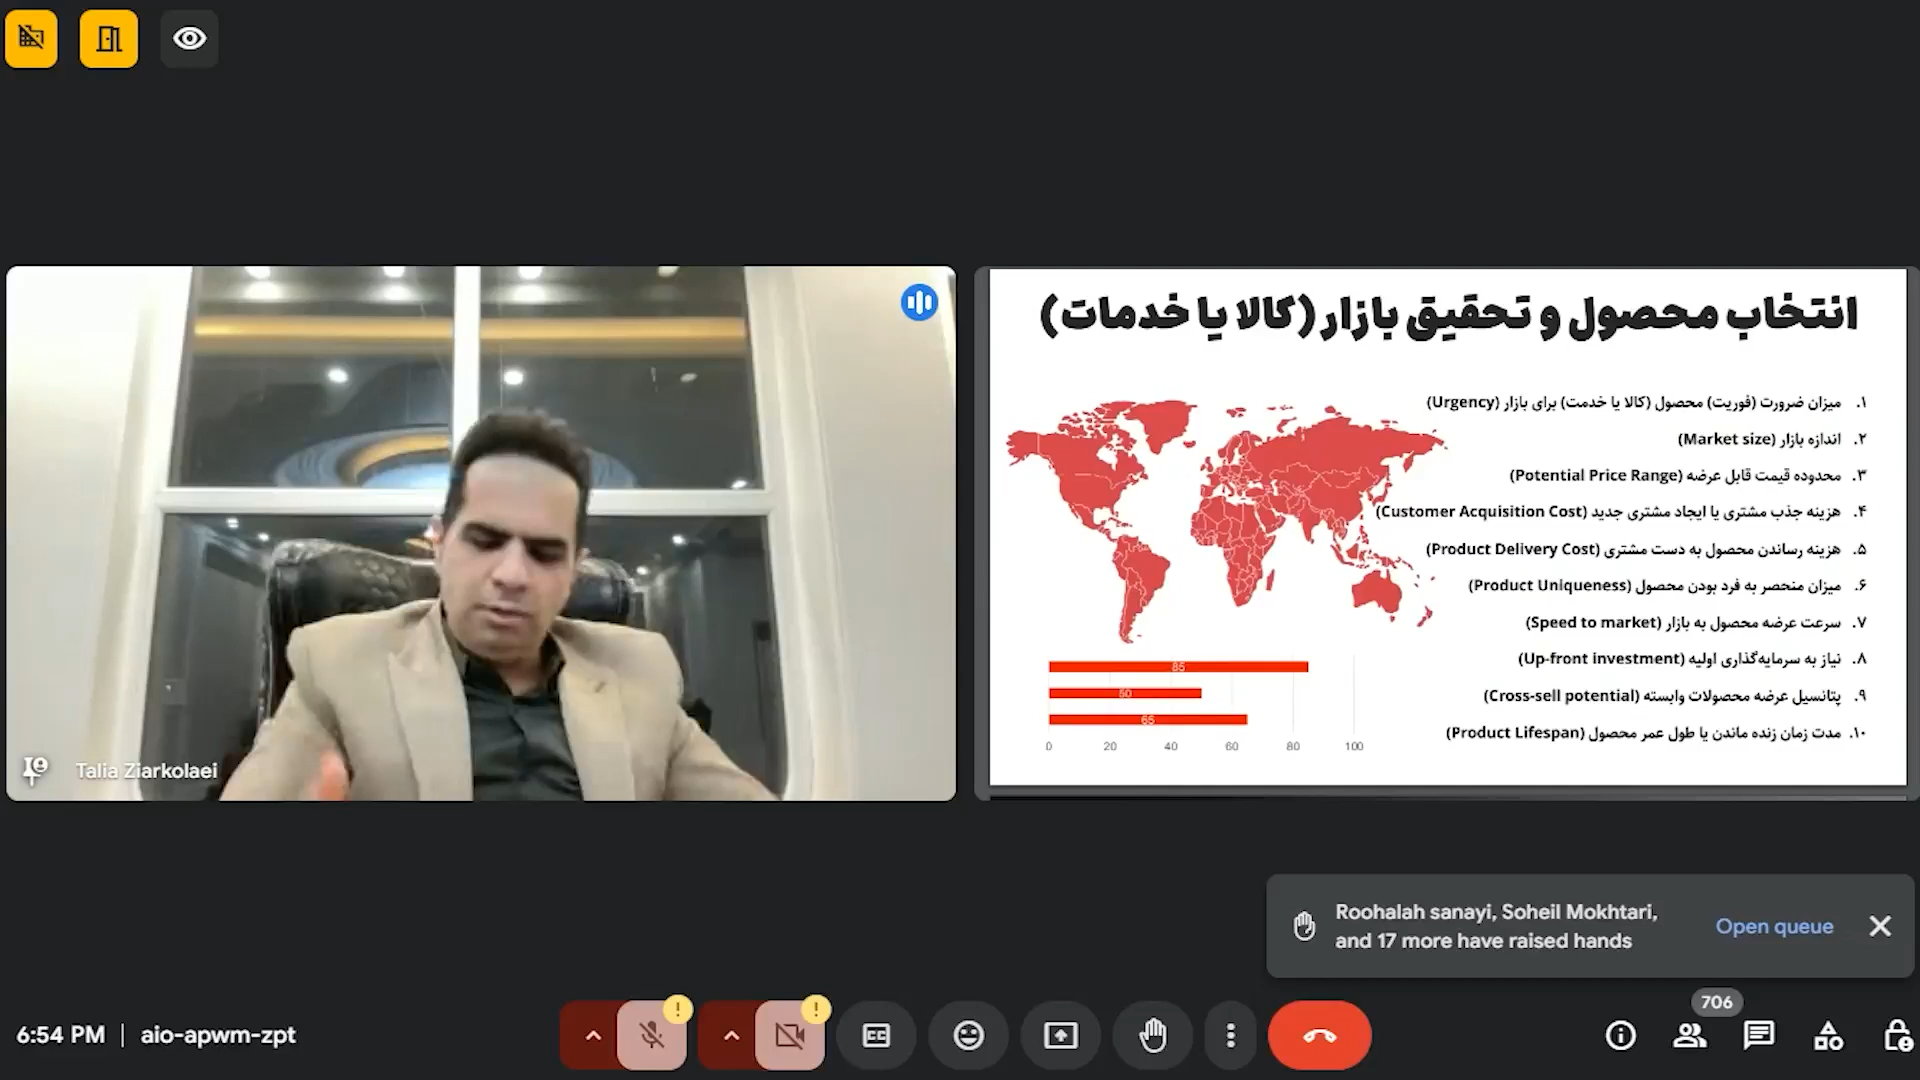 انتخاب محصول و تحقیق بازار (کالا یا خدمات)
۱. میزان ضرورت (فوریت) محصول (کالا یا خدمت) برای بازار (Urgency)
۲. اندازه بازار (Market size)
۳. محدوده قیمت قابل عرضه (Potential Price Range)
۴. هزینه جذب مشتری یا ایجاد مشتری جدید (Customer Acquisition Cost)
۵. هزینه رساندن محصول به دست مشتری (Product Delivery Cost)
۶. میزان منحصر به فرد بودن محصول (Product Uniqueness)
۷. سرعت عرضه محصول به بازار (Speed to market)
۸. نیاز به سرمایه‌گذاری اولیه (Up-front investment)
۹. پتانسیل عرضه محصولات وابسته (Cross-sell potential)
۱۰. مدت زمان زنده ماندن یا طول عمر محصول (Product Lifespan)
85
50
65
0 20 40 60 80 100
Talia Ziarkolaei
Roohalah sanayi, Soheil Mokhtari,
and 17 more have raised hands
Open queue
706
6:54 PM | aio-apwm-zpt
CC